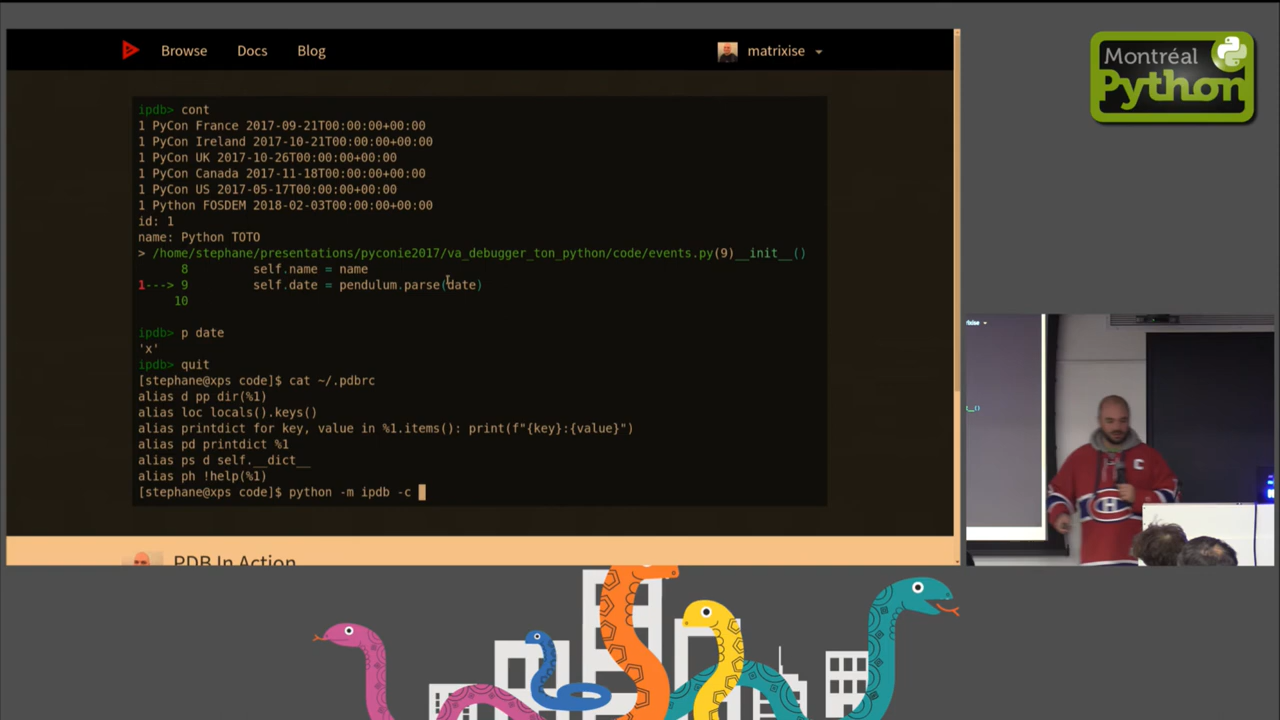 Browse Docs Blog matrixise
Montréal
Python
ipdb> cont
1 PyCon France 2017-09-21T00:00:00+00:00
1 PyCon Ireland 2017-10-21T00:00:00+00:00
1 PyCon UK 2017-10-26T00:00:00+00:00
1 PyCon Canada 2017-11-18T00:00:00+00:00
1 PyCon US 2017-05-17T00:00:00+00:00
1 Python FOSDEM 2018-02-03T00:00:00+00:00
id: 1
name: Python TOTO
> /home/stephane/presentations/pyconie2017/va_debugger_ton_python/code/events.py(9)__init__()
8 self.name = name
1---> 9 self.date = pendulum.parse(date)
10
ipdb> p date
'x'
ipdb> quit
[stephane@xps code]$ cat ~/.pdbrc
alias d pp dir(%1)
alias loc locals().keys()
alias printdict for key, value in %1.items(): print(f"{key}:{value}")
alias pd printdict %1
alias ps d self.__dict__
alias ph !help(%1)
[stephane@xps code]$ python -m ipdb -c
PDB In Action
C
H